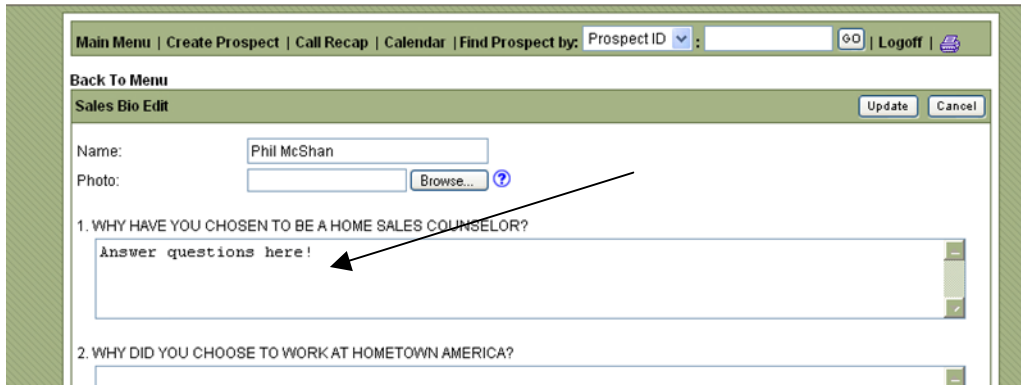 Main Menu | Create Prospect | Call Recap | Calendar |Find Prospect by: Prospect ID : GO | Logoff |
Back To Menu
Sales Bio Edit Update Cancel
Name: Phil McShan
Photo: Browse... ?
1. WHY HAVE YOU CHOSEN TO BE A HOME SALES COUNSELOR?
Answer questions here!
2. WHY DID YOU CHOOSE TO WORK AT HOMETOWN AMERICA?